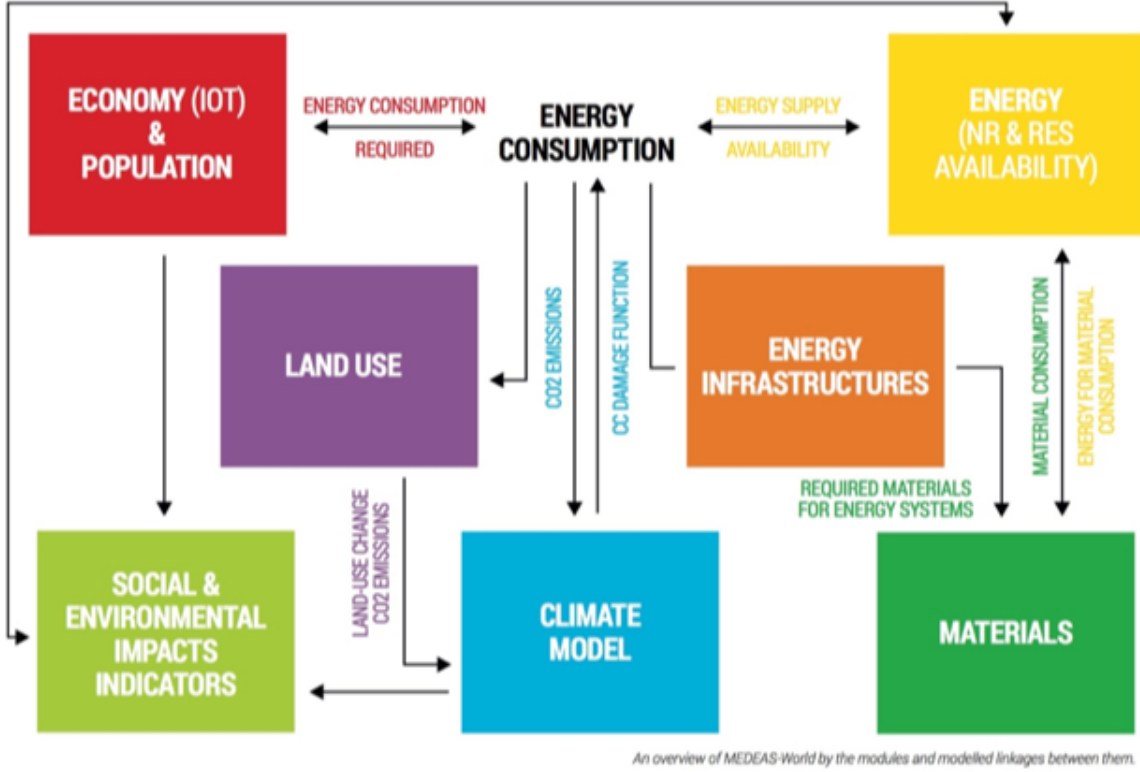 ECONOMY (IOT)
&
POPULATION
ENERGY CONSUMPTION
REQUIRED
ENERGY
CONSUMPTION
ENERGY SUPPLY
AVAILABILITY
ENERGY
(NR & RES
AVAILABILITY)
LAND USE
CO2 EMISSIONS
CC DAMAGE FUNCTION
ENERGY
INFRASTRUCTURES
MATERIAL CONSUMPTION
ENERGY FOR MATERIAL
CONSUMPTION
REQUIRED MATERIALS
FOR ENERGY SYSTEMS
LAND-USE CHANGE
CO2 EMISSIONS
SOCIAL &
ENVIRONMENTAL
IMPACTS
INDICATORS
CLIMATE
MODEL
MATERIALS
An overview of MEDEAS-World by the modules and modelled linkages between them.